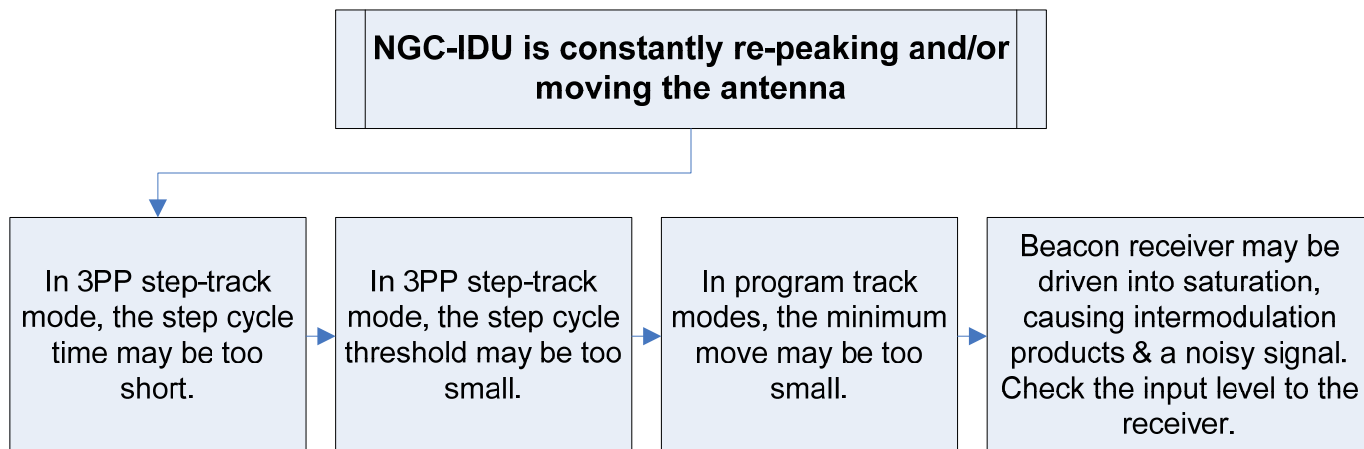 NGC-IDU is constantly re-peaking and/or
moving the antenna
In 3PP step-track
mode, the step cycle
time may be too
short.
In 3PP step-track
mode, the step cycle
threshold may be too
small.
In program track
modes, the minimum
move may be too
small.
Beacon receiver may be
driven into saturation,
causing intermodulation
products & a noisy signal.
Check the input level to the
receiver.